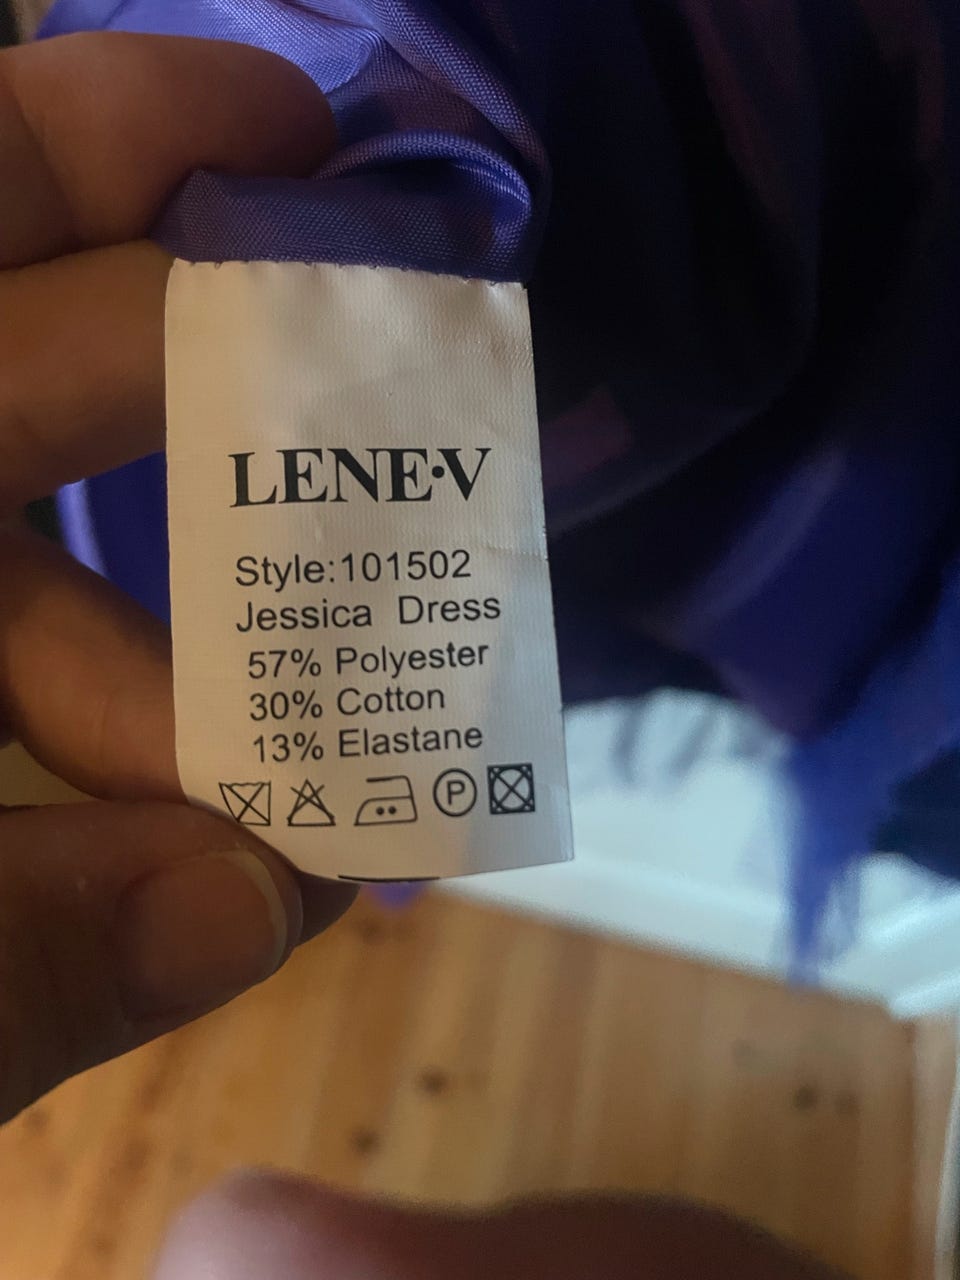 LENE·V
Style:101502
Jessica Dress
57% Polyester
30% Cotton
13% Elastane
P